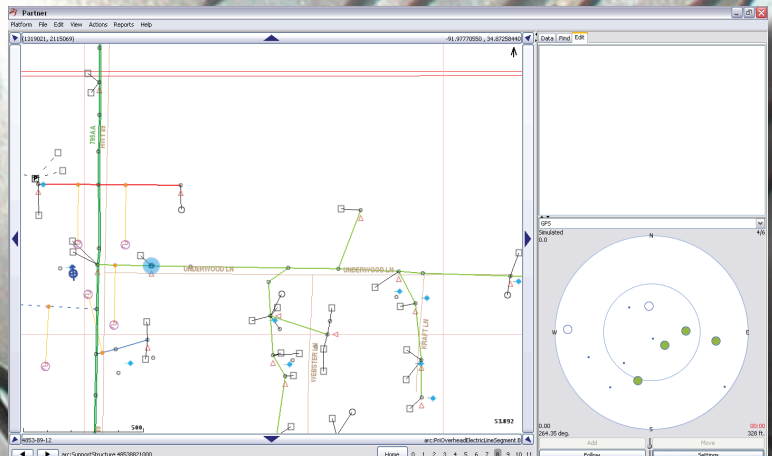 Partner
Platform File Edit View Actions Reports Help
(1319021, 2115069)
-91.97770550 , 34.87258440
Data Find Edit
785AA
HWY 49
P
UNDERWOOD LN
UNDERWOOD LN
WEBSTER LN
KRAFT LN
500
53.892
4853-89-12
arc:PriOverheadElectricLineSegment B
arc:SupportStructure 48538821000
Home 0 1 2 3 4 5 6 7 8 9 10 11
GPS
Simulated
4/6
0.0
N
W
E
S
0.00
00:00
264.35 deg.
328 ft.
Add
Move
Follow
Settings